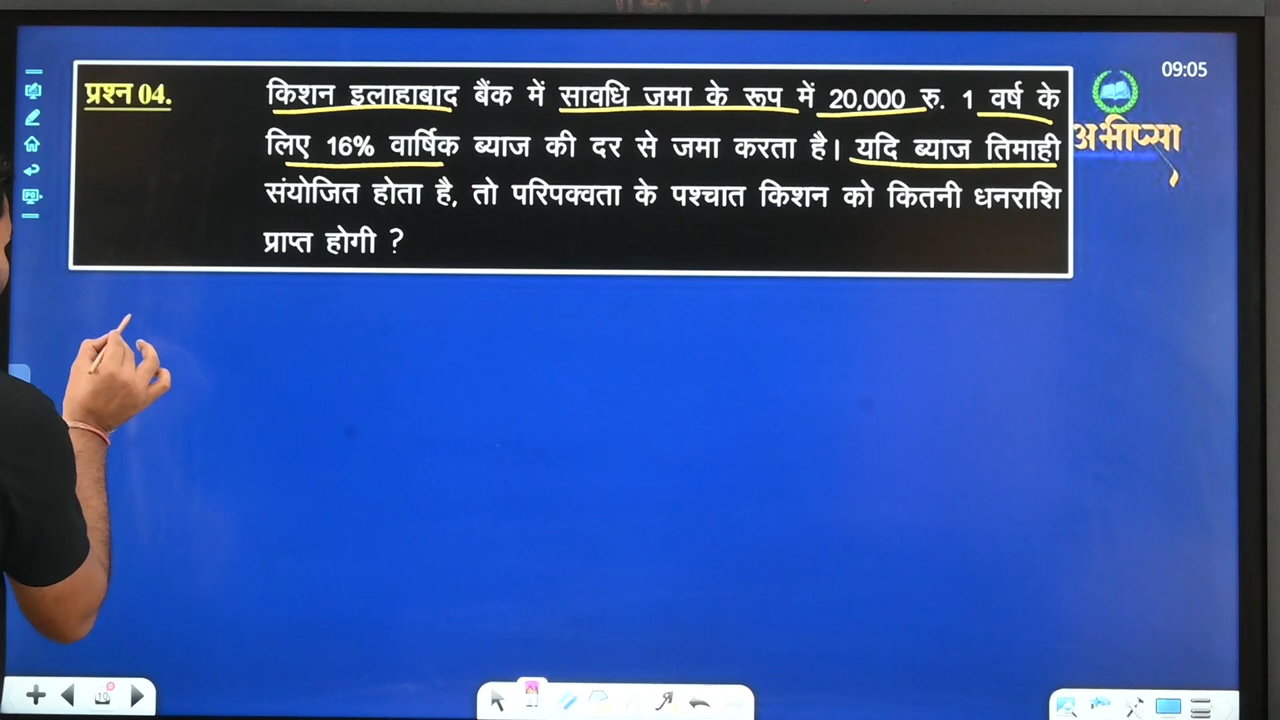 09:05
प्रश्न 04.
किशन इलाहाबाद बैंक में सावधि जमा के रूप में 20,000 रु. 1 वर्ष के
लिए 16% वार्षिक ब्याज की दर से जमा करता है। यदि ब्याज तिमाही
संयोजित होता है, तो परिपक्वता के पश्चात किशन को कितनी धनराशि
प्राप्त होगी ?
अभीप्सा
10